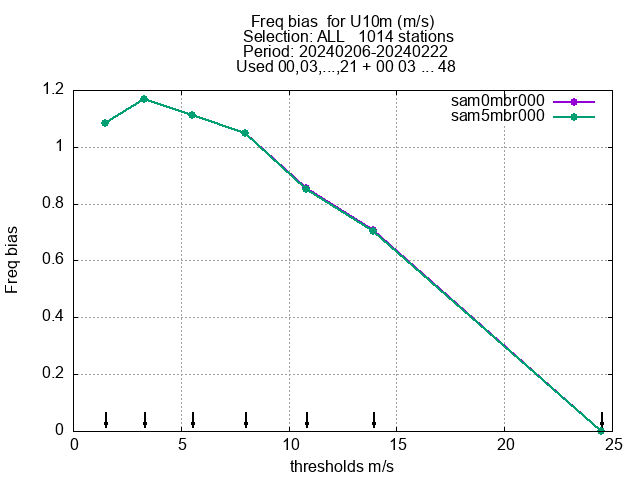 Freq bias  for U10m (m/s)
Selection: ALL   1014 stations
Period: 20240206-20240222
Used 00,03,...,21 + 00 03 ... 48
sam0mbr000
sam5mbr000
1.2
1
0.8
0.6
0.4
0.2
0
Freq bias
0 5 10 15 20 25
thresholds m/s